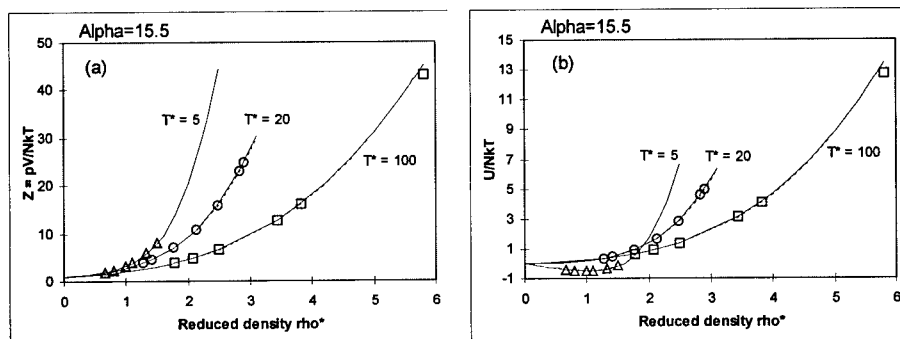 Alpha=15.5
50
40
30
20
10
0
Z = pV/NkT
(a)
T* = 5
T* = 20
T* = 100
0 1 2 3 4 5 6
Reduced density rho*
Alpha=15.5
15
13
11
9
7
5
3
1
-1
U/NkT
(b)
T* = 5
T* = 20
T* = 100
0 1 2 3 4 5 6
Reduced density rho*